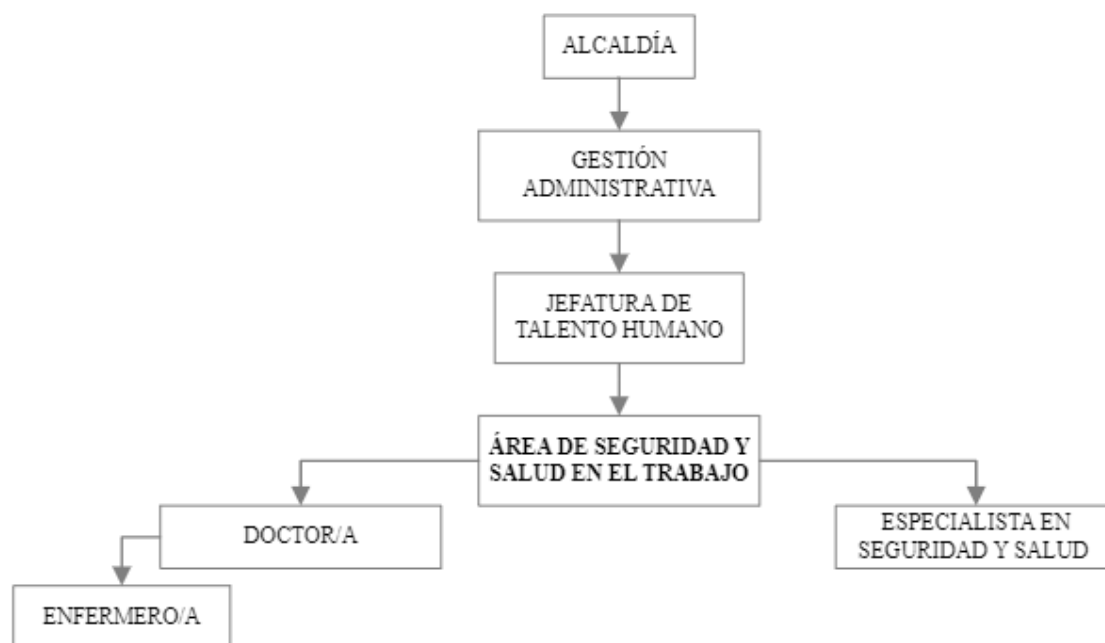 ALCALDÍA
GESTIÓN
ADMINISTRATIVA
JEFATURA DE
TALENTO HUMANO
ÁREA DE SEGURIDAD Y
SALUD EN EL TRABAJO
DOCTOR/A
ESPECIALISTA EN
SEGURIDAD Y SALUD
ENFERMERO/A